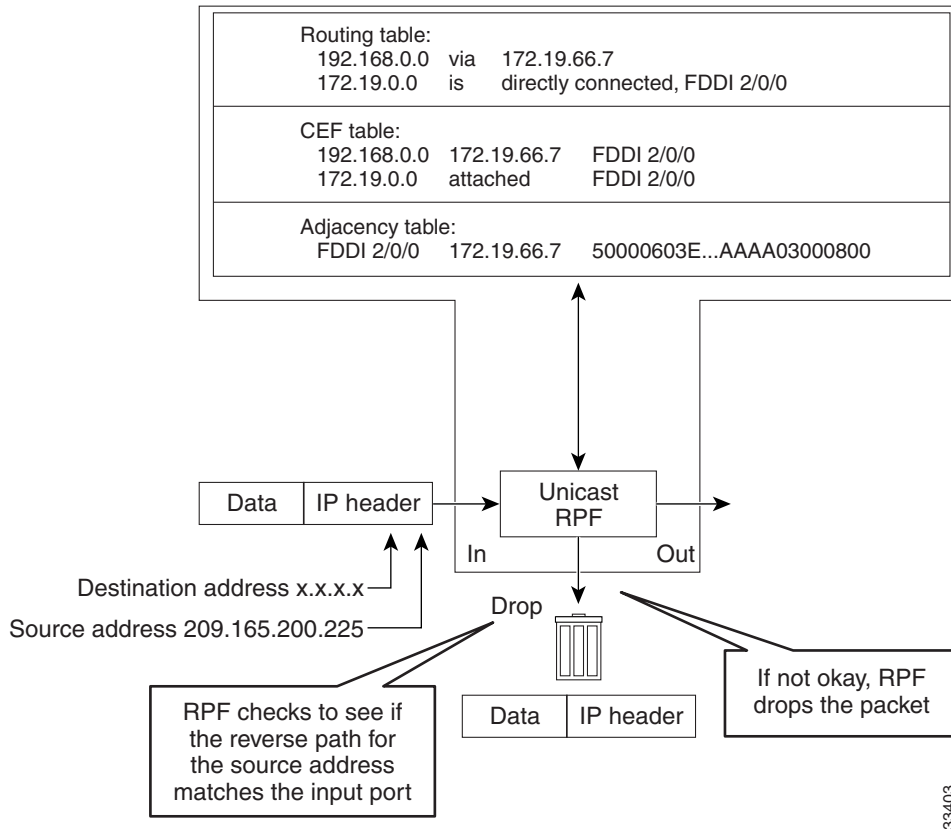 Routing table:
192.168.0.0 via 172.19.66.7
172.19.0.0 is directly connected, FDDI 2/0/0
CEF table:
192.168.0.0 172.19.66.7 FDDI 2/0/0
172.19.0.0 attached FDDI 2/0/0
Adjacency table:
FDDI 2/0/0 172.19.66.7 50000603E...AAAA03000800
Data IP header
Unicast
RPF
In Out
Destination address x.x.x.x
Source address 209.165.200.225
Drop
RPF checks to see if
the reverse path for
the source address
matches the input port
Data IP header
If not okay, RPF
drops the packet
33403